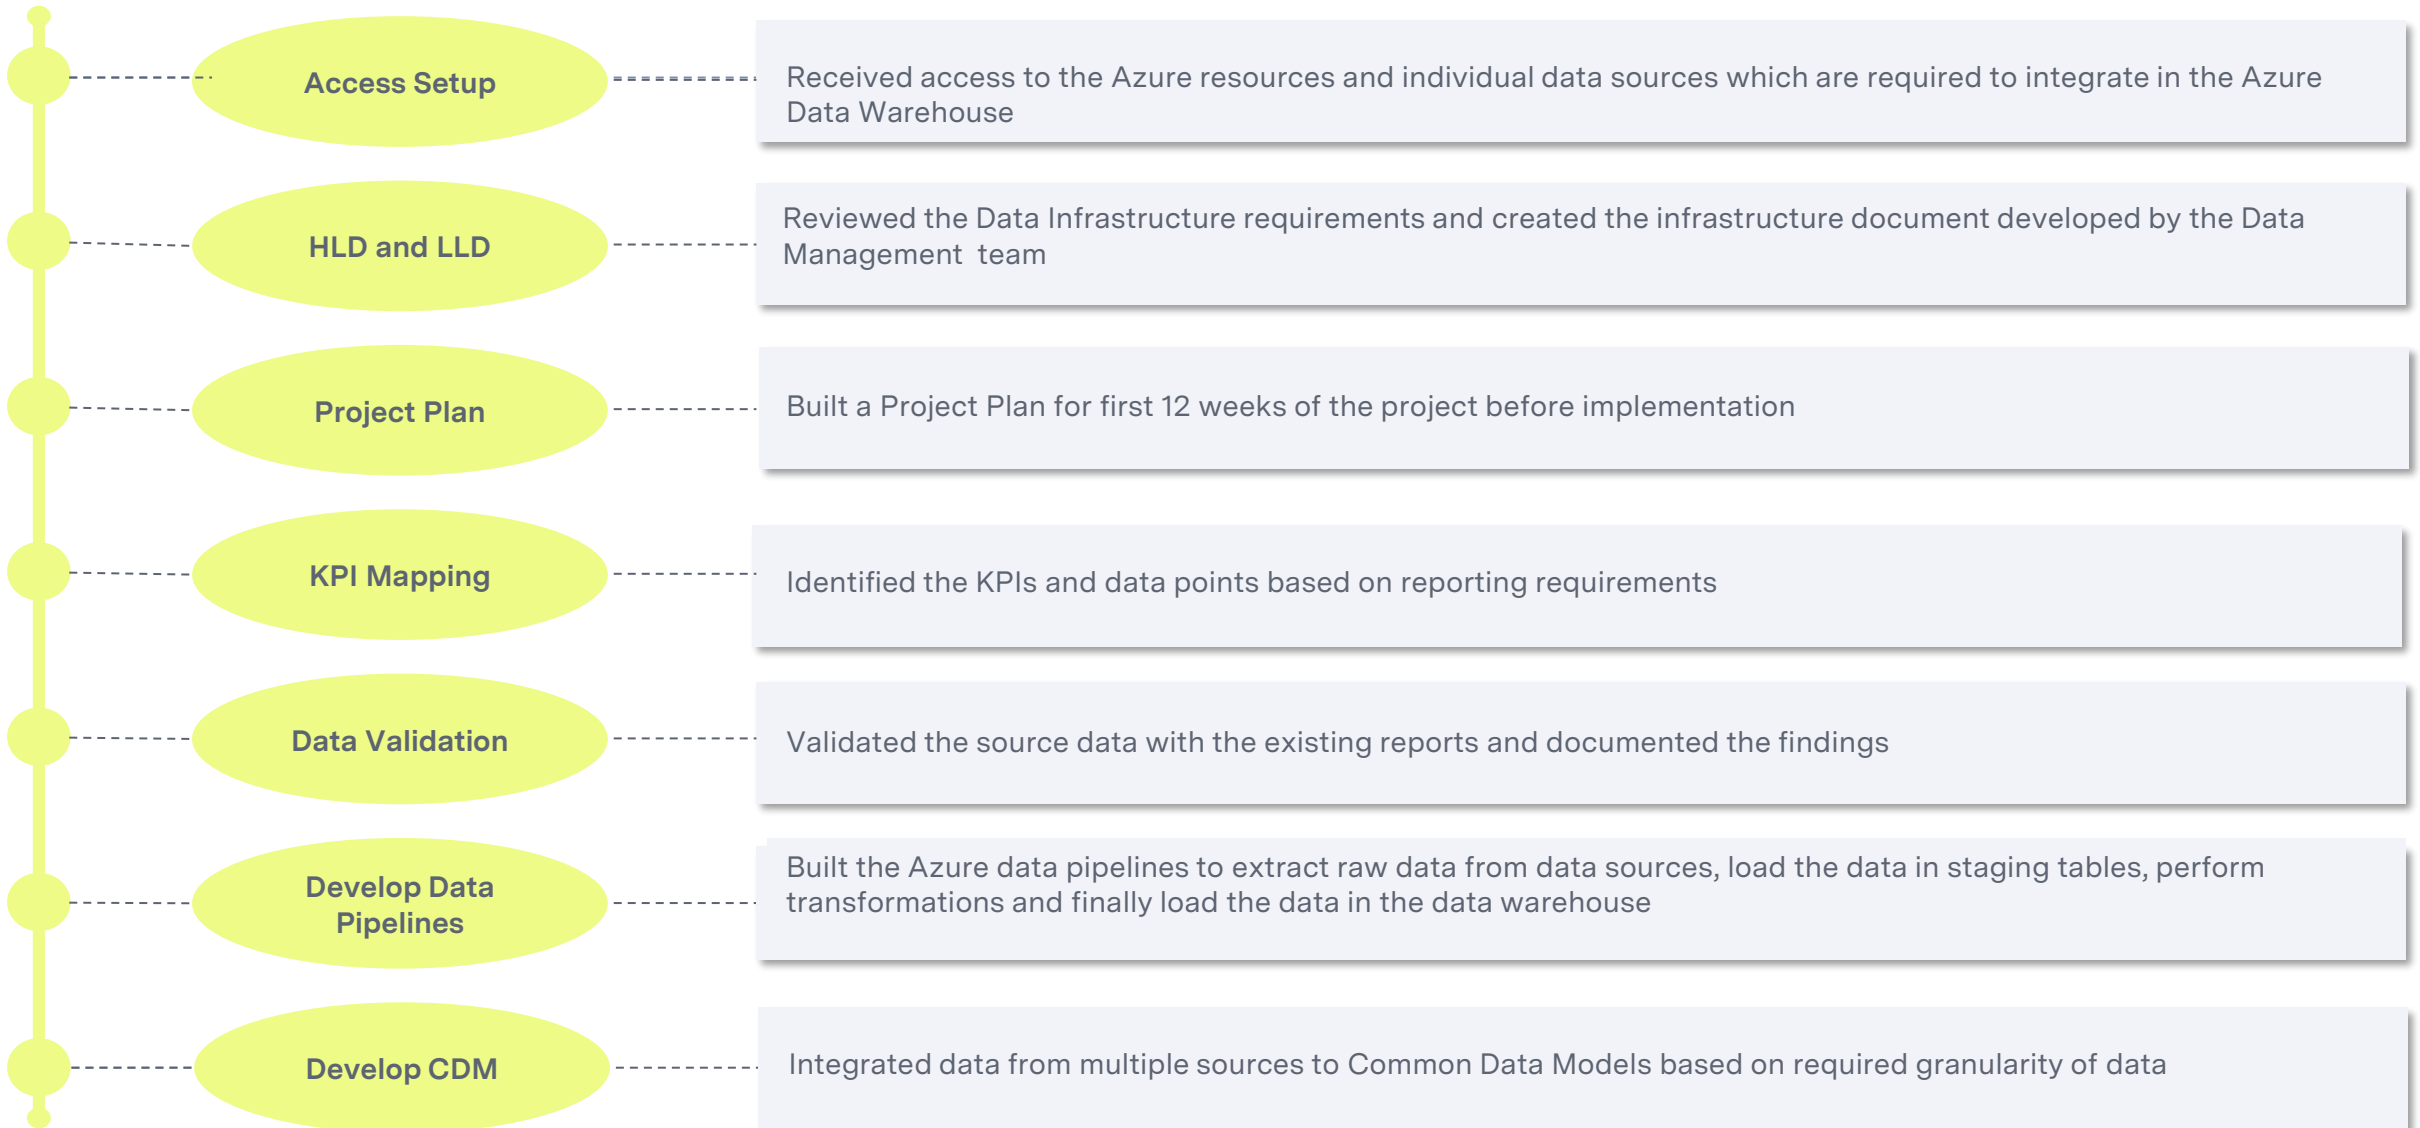 Access Setup
Received access to the Azure resources and individual data sources which are required to integrate in the Azure
Data Warehouse
HLD and LLD
Reviewed the Data Infrastructure requirements and created the infrastructure document developed by the Data
Management  team
Project Plan
Built a Project Plan for first 12 weeks of the project before implementation
KPI Mapping
Identified the KPIs and data points based on reporting requirements
Data Validation
Validated the source data with the existing reports and documented the findings
Develop Data
Pipelines
Built the Azure data pipelines to extract raw data from data sources, load the data in staging tables, perform
transformations and finally load the data in the data warehouse
Develop CDM
Integrated data from multiple sources to Common Data Models based on required granularity of data